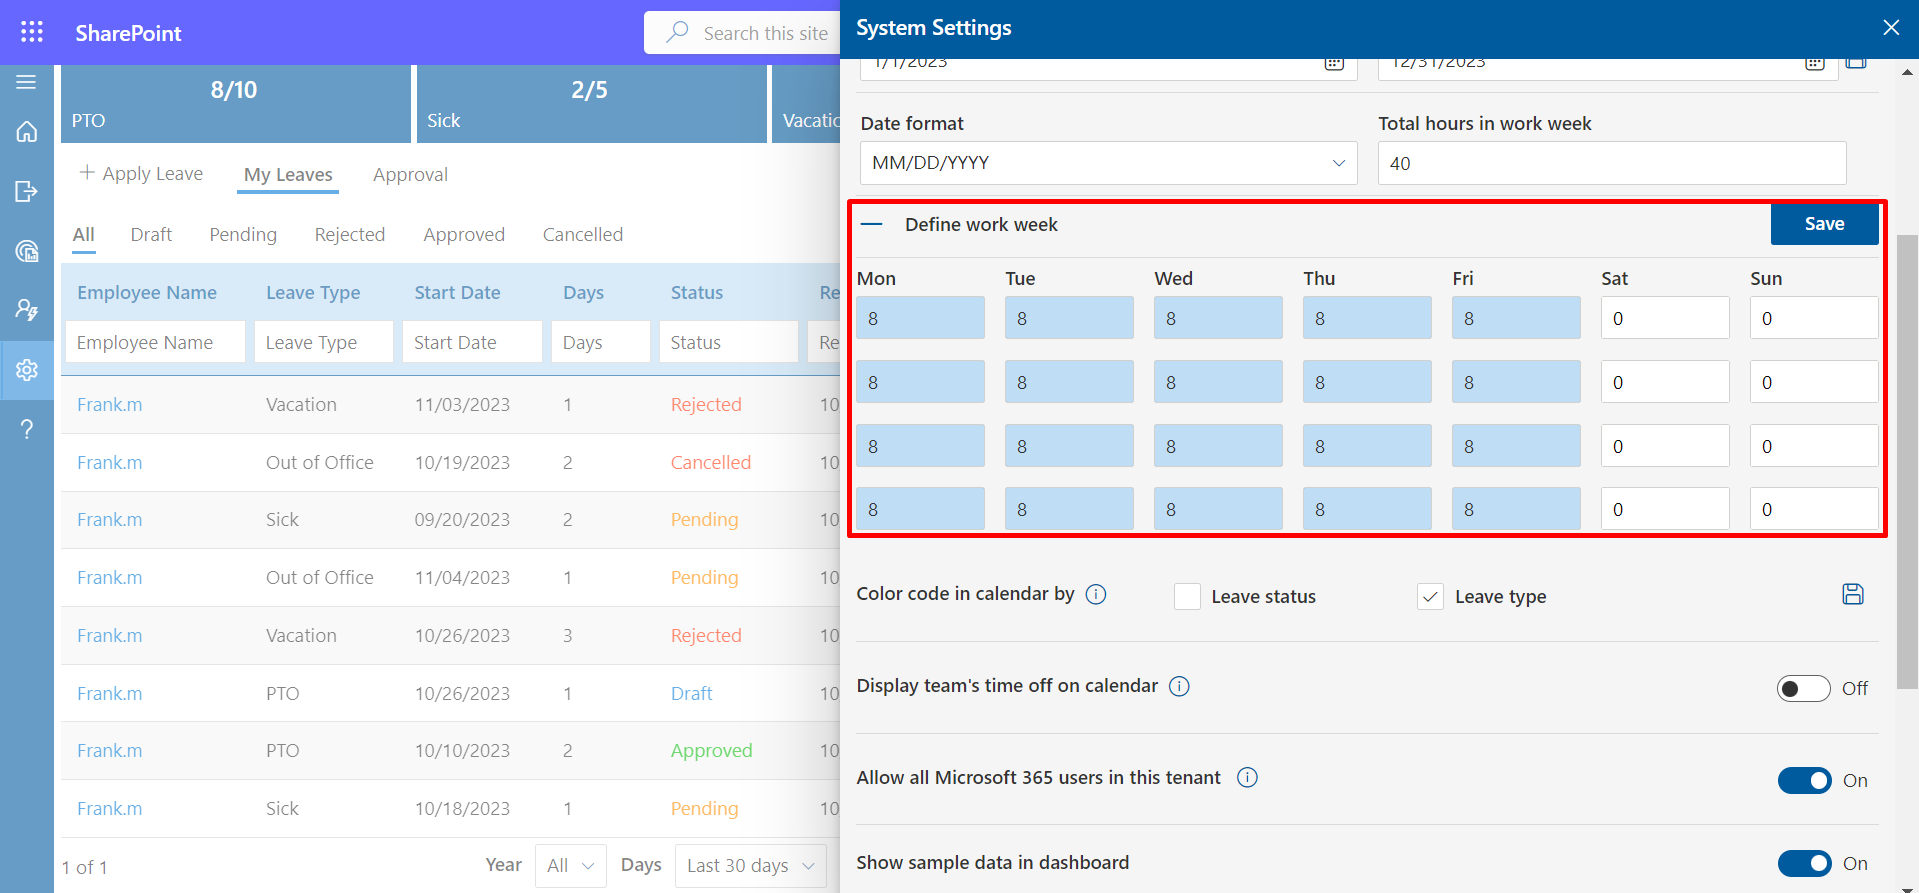 SharePoint
Search this site
8/10
PTO
2/5
Sick
Vacatio
Apply Leave
My Leaves
Approval
All
Draft
Pending
Rejected
Approved
Cancelled
Employee Name Leave Type Start Date Days Status Re
Employee Name Leave Type Start Date Days Status Re
Frank.m Vacation 11/03/2023 1 Rejected 10
Frank.m Out of Office 10/19/2023 2 Cancelled 10
Frank.m Sick 09/20/2023 2 Pending 10
Frank.m Out of Office 11/04/2023 1 Pending 10
Frank.m Vacation 10/26/2023 3 Rejected 10
Frank.m PTO 10/26/2023 1 Draft 10
Frank.m PTO 10/10/2023 2 Approved 10
Frank.m Sick 10/18/2023 1 Pending 10
1 of 1
Year All Days Last 30 days
System Settings
1/1/2023
12/31/2023
Date format
MM/DD/YYYY
Total hours in work week
40
Define work week
Save
Mon Tue Wed Thu Fri Sat Sun
8 8 8 8 8 0 0
8 8 8 8 8 0 0
8 8 8 8 8 0 0
8 8 8 8 8 0 0
Color code in calendar by
Leave status
Leave type
Display team's time off on calendar
Off
Allow all Microsoft 365 users in this tenant
On
Show sample data in dashboard
On